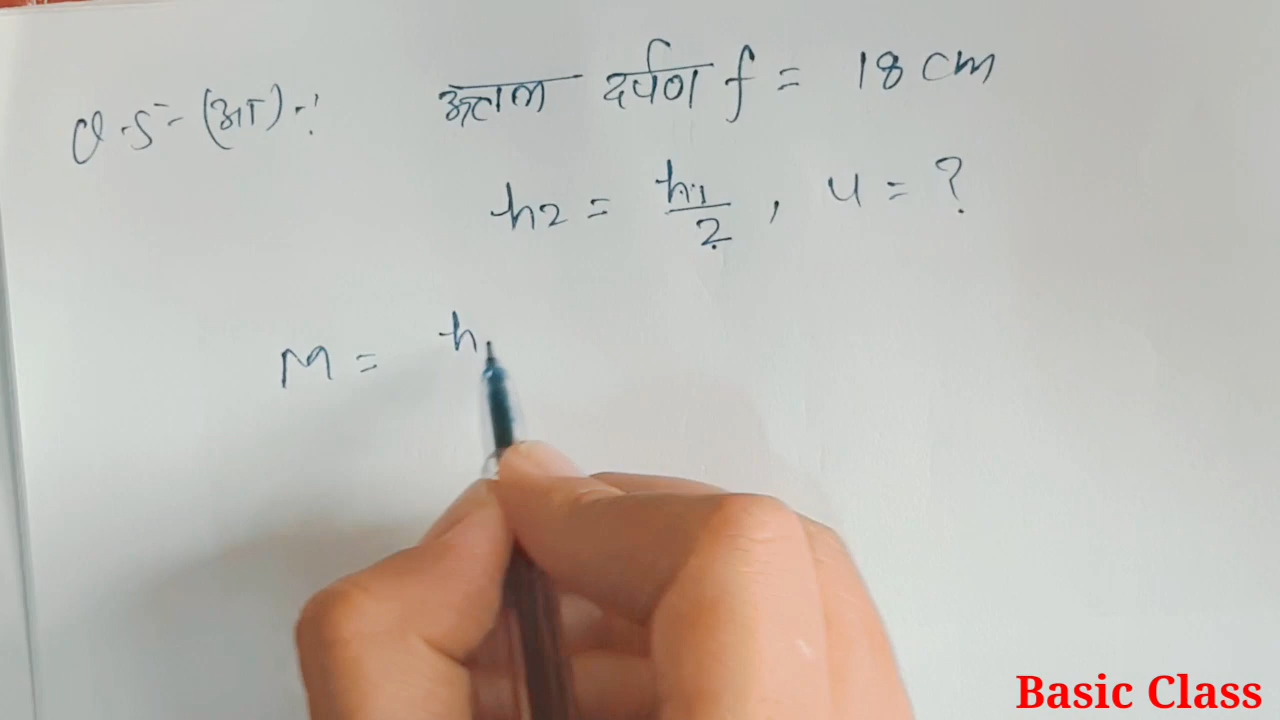 Q.5 = (आ) :- उत्तल दर्पण f = 18 cm
h2 = h1/2 , u = ?
M = h
Basic Class